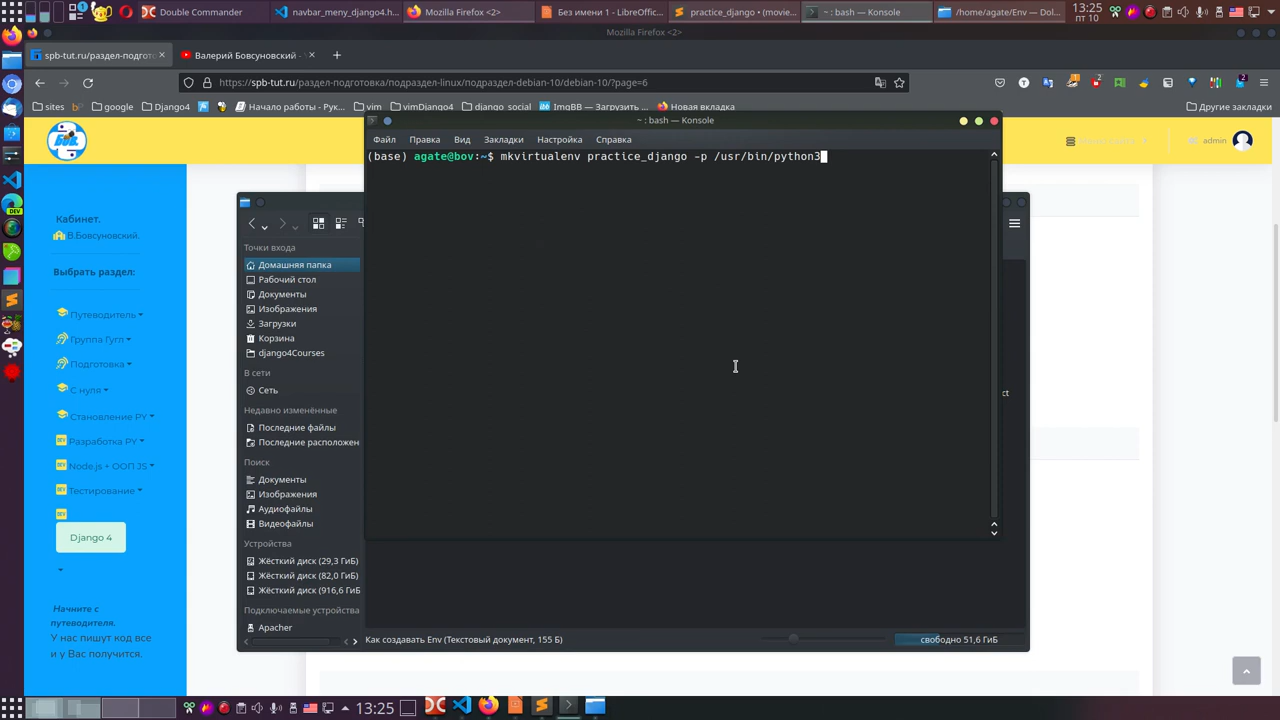 Double Cammander
navbar_meny_django4.h...
Mozilla Firefox <2>
Без имени 1 - LibreOffic...
practice_django • (movie...
~ : bash — Konsole
/home/agate/Env — Dol...
13:25
пт 10
Mozilla Firefox <2>
spb-tut.ru/раздел-подгото
Валерий Бовсуновский -
https://spb-tut.ru/раздел-подготовка/подраздел-linux/подраздел-debian-10/debian-10/?page=6
sites
google
Django4
Начало работы - Рук...
vim
vimDjango4
django_social
ImgBB — Загрузить ...
Новая вкладка
Другие закладки
~ : bash — Konsole
Файл Правка Вид Закладки Настройка Справка
(base) agate@bov:~$ mkvirtualenv practice_django -p /usr/bin/python3
admin
Кабинет.
В.Бовсуновский.
Выбрать раздел:
Путеводитель
Группа Гугл
Подготовка
С нуля
Становление PY
Разработка PY
Node.js + ООП JS
Тестирование
Django 4
Начните с
путеводителя.
У нас пишут код все
и у Вас получится.
Точки входа
Домашняя папка
Рабочий стол
Документы
Изображения
Загрузки
Корзина
django4Courses
В сети
Сеть
Недавно изменённые
Последние файлы
Последние расположен
Поиск
Документы
Изображения
Аудиофайлы
Видеофайлы
Устройства
Жёсткий диск (29,3 ГиБ)
Жёсткий диск (82,0 ГиБ)
Жёсткий диск (916,6 ГиБ
Подключаемые устройства
Apacher
ct
Как создавать Env (Текстовый документ, 155 Б)
свободно 51,6 ГиБ
13:25